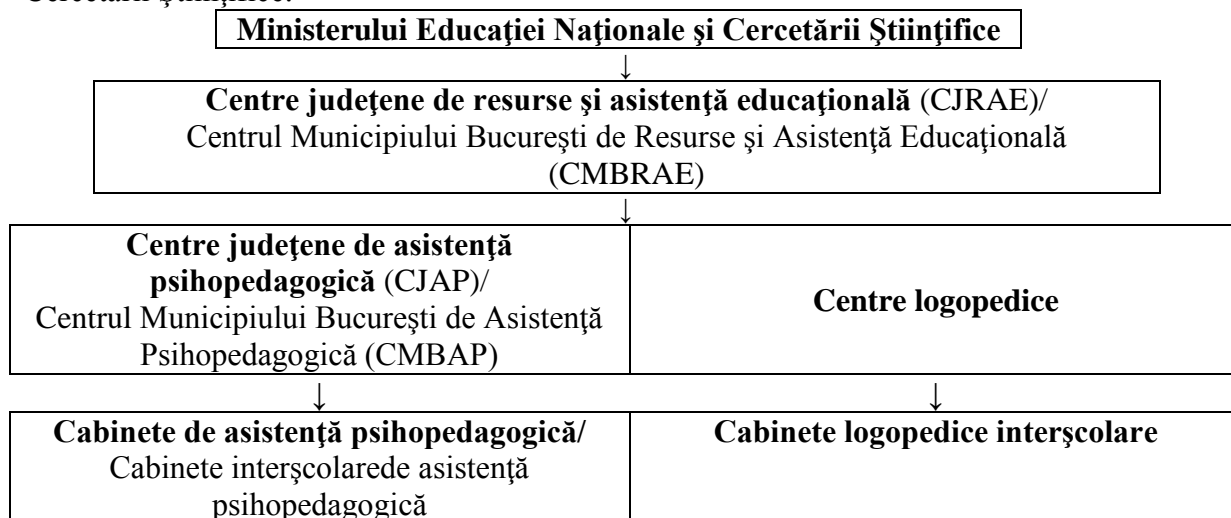 Cercetării Ştiinţifice.
Ministerului Educaţiei Naţionale şi Cercetării Ştiinţifice
↓
Centre judeţene de resurse şi asistenţă educaţională (CJRAE)/
Centrul Municipiului Bucureşti de Resurse şi Asistenţă Educaţională
(CMBRAE)
↓
Centre judeţene de asistenţă
psihopedagogică (CJAP)/
Centrul Municipiului Bucureşti de Asistenţă
Psihopedagogică (CMBAP)
Centre logopedice
↓
↓
Cabinete de asistenţă psihopedagogică/
Cabinete interşcolarede asistenţă
psihopedagogică
Cabinete logopedice interşcolare